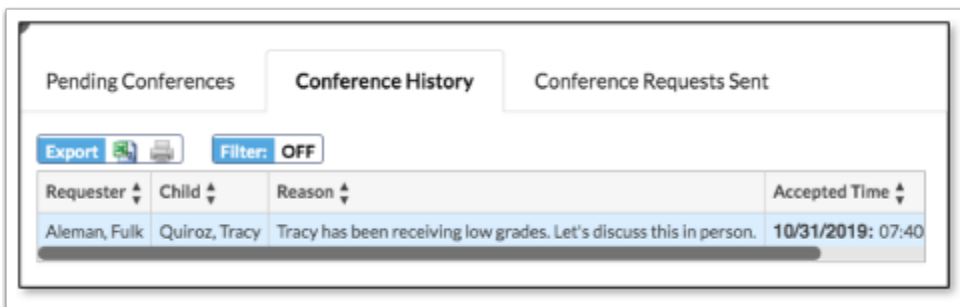 Pending Conferences Conference History Conference Requests Sent
Export Filter: OFF
Requester Child Reason Accepted Time
Aleman, Fulk Quiroz, Tracy Tracy has been receiving low grades. Let's discuss this in person. 10/31/2019: 07:40